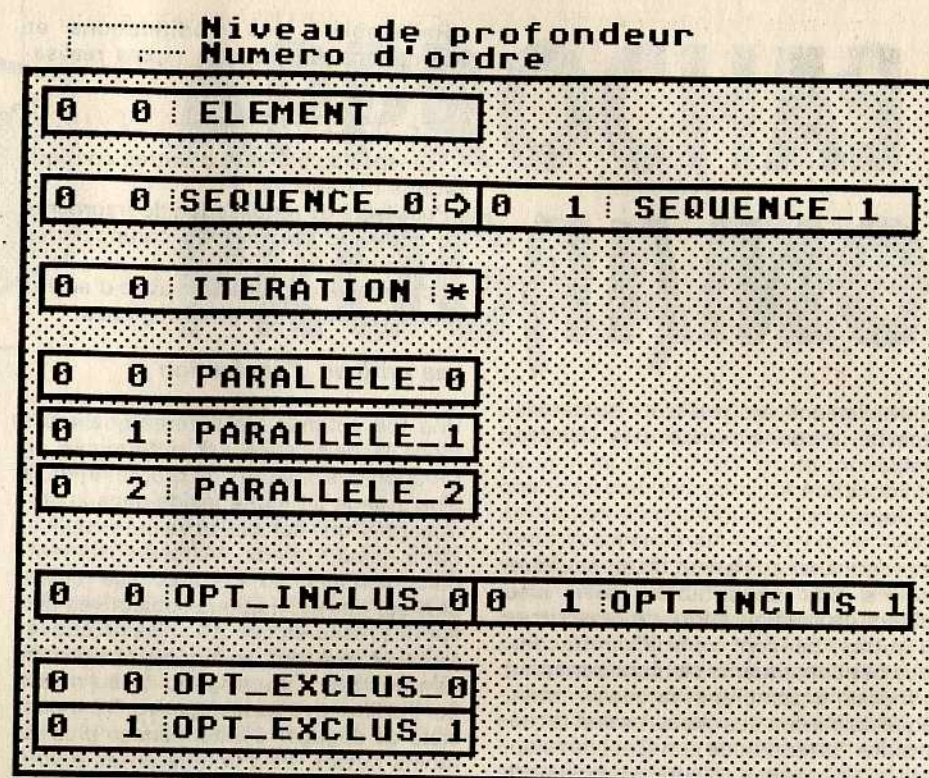 Niveau de profondeur
Numero d'ordre
0 0 ELEMENT
0 0 SEQUENCE_0 ⇨ 0 1 SEQUENCE_1
0 0 ITERATION *
0 0 PARALLELE_0
0 1 PARALLELE_1
0 2 PARALLELE_2
0 0 OPT_INCLUS_0 0 1 OPT_INCLUS_1
0 0 OPT_EXCLUS_0
0 1 OPT_EXCLUS_1